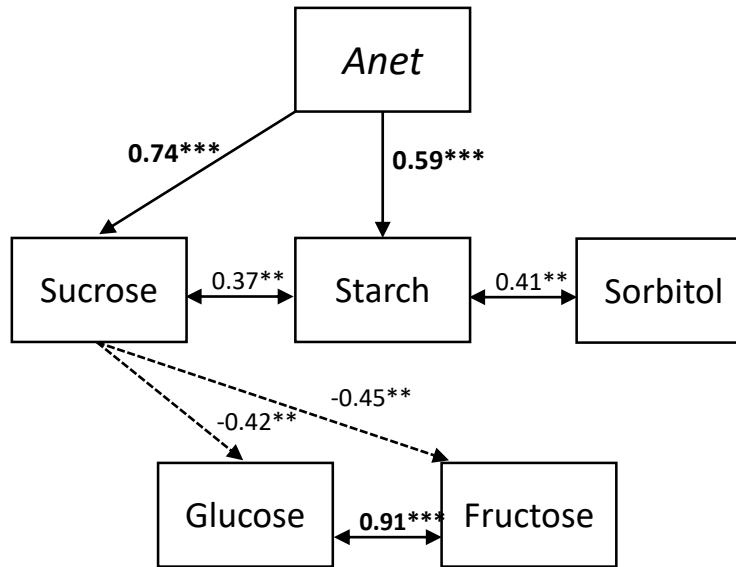 Anet
0.74***
0.59***
Sucrose
0.37**
Starch
0.41**
Sorbitol
-0.42**
-0.45**
Glucose
0.91***
Fructose